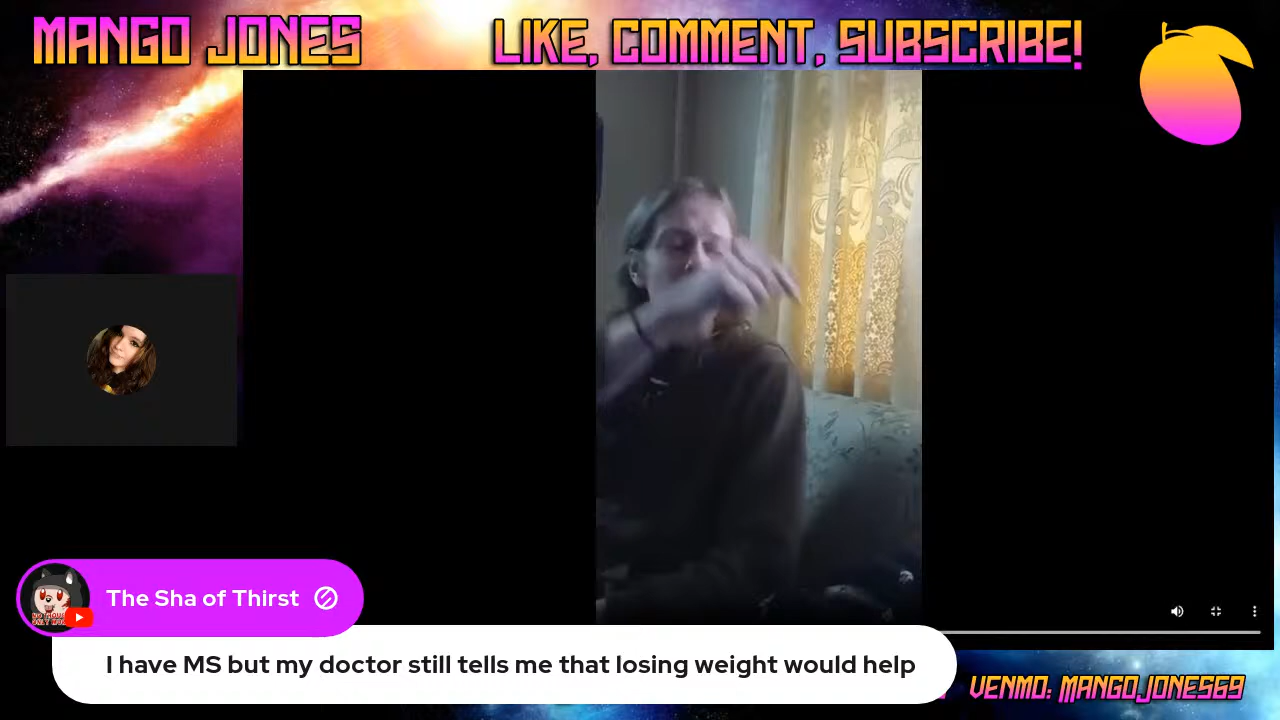 MANGO JONES
LIKE, COMMENT, SUBSCRIBE!
The Sha of Thirst
I have MS but my doctor still tells me that losing weight would help
VENMO: MANGOJONES69